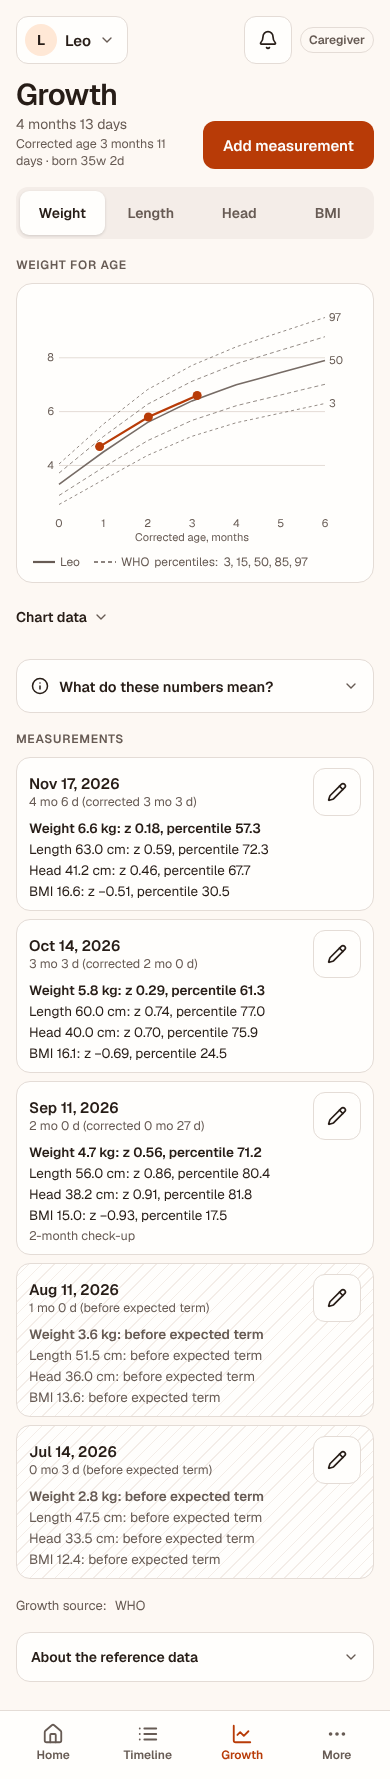 L Leo
Caregiver
Growth
4 months 13 days
Corrected age 3 months 11
days · born 35w 2d
Add measurement
Weight Length Head BMI
WEIGHT FOR AGE
97
8
50
6
3
4
0 1 2 3 4 5 6
Corrected age, months
Leo WHO percentiles: 3, 15, 50, 85, 97
Chart data
What do these numbers mean?
MEASUREMENTS
Nov 17, 2026
4 mo 6 d (corrected 3 mo 3 d)
Weight 6.6 kg: z 0.18, percentile 57.3
Length 63.0 cm: z 0.59, percentile 72.3
Head 41.2 cm: z 0.46, percentile 67.7
BMI 16.6: z −0.51, percentile 30.5
Oct 14, 2026
3 mo 3 d (corrected 2 mo 0 d)
Weight 5.8 kg: z 0.29, percentile 61.3
Length 60.0 cm: z 0.74, percentile 77.0
Head 40.0 cm: z 0.70, percentile 75.9
BMI 16.1: z −0.69, percentile 24.5
Sep 11, 2026
2 mo 0 d (corrected 0 mo 27 d)
Weight 4.7 kg: z 0.56, percentile 71.2
Length 56.0 cm: z 0.86, percentile 80.4
Head 38.2 cm: z 0.91, percentile 81.8
BMI 15.0: z −0.93, percentile 17.5
2-month check-up
Aug 11, 2026
1 mo 0 d (before expected term)
Weight 3.6 kg: before expected term
Length 51.5 cm: before expected term
Head 36.0 cm: before expected term
BMI 13.6: before expected term
Jul 14, 2026
0 mo 3 d (before expected term)
Weight 2.8 kg: before expected term
Length 47.5 cm: before expected term
Head 33.5 cm: before expected term
BMI 12.4: before expected term
Growth source: WHO
About the reference data
Home Timeline Growth More